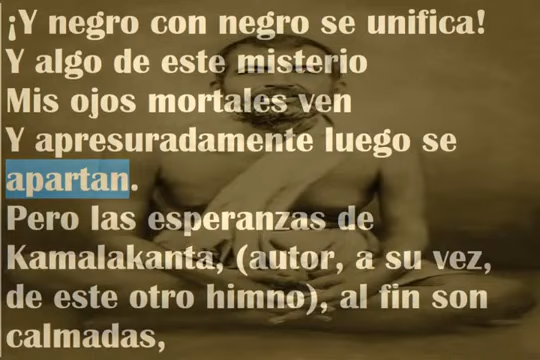 ¡Y negro con negro se unifica!
Y algo de este misterio
Mis ojos mortales ven
Y apresuradamente luego se
apartan.
Pero las esperanzas de
Kamalakanta, (autor, a su vez,
de este otro himno), al fin son
calmadas,